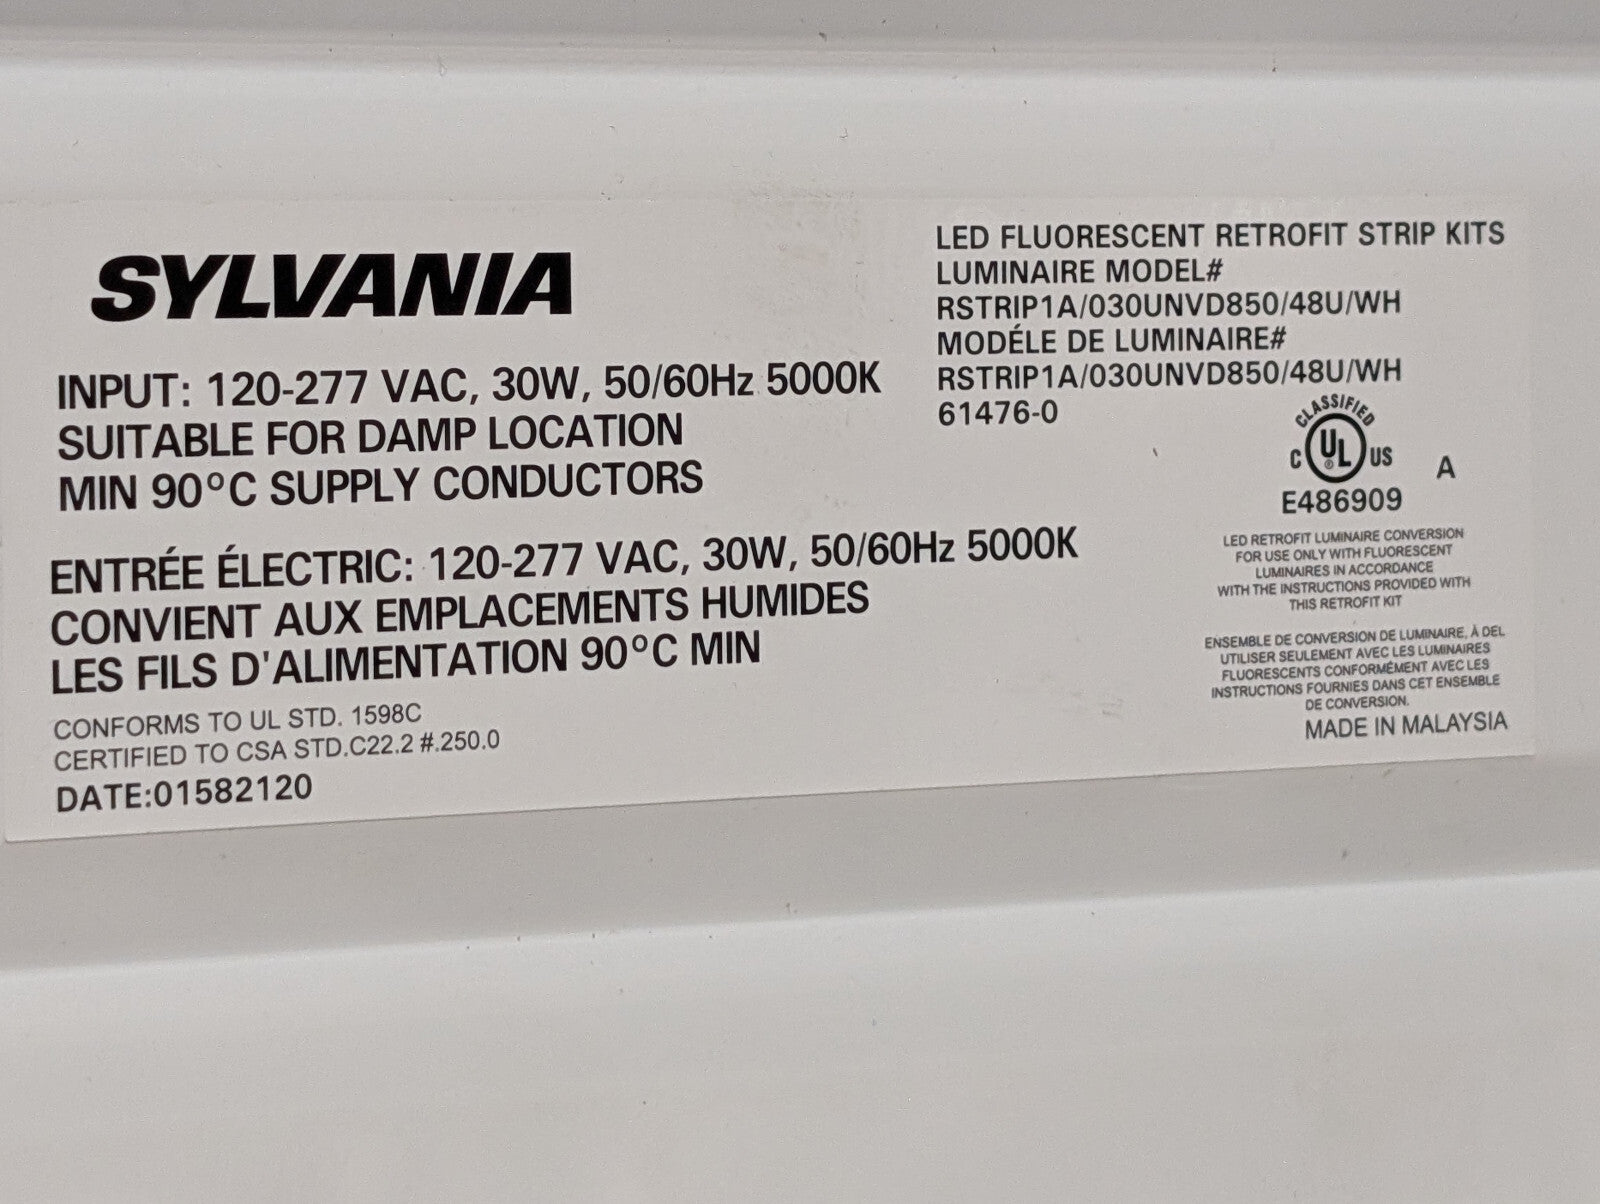 SYLVANIA
INPUT: 120-277 VAC, 30W, 50/60Hz 5000K
SUITABLE FOR DAMP LOCATION
MIN 90°C SUPPLY CONDUCTORS
ENTRÉE ÉLECTRIC: 120-277 VAC, 30W, 50/60Hz 5000K
CONVIENT AUX EMPLACEMENTS HUMIDES
LES FILS D'ALIMENTATION 90°C MIN
CONFORMS TO UL STD. 1598C
CERTIFIED TO CSA STD.C22.2 #.250.0
DATE:01582120
LED FLUORESCENT RETROFIT STRIP KITS
LUMINAIRE MODEL#
RSTRIP1A/030UNVD850/48U/WH
MODÉLE DE LUMINAIRE#
RSTRIP1A/030UNVD850/48U/WH
61476-0
CLASSIFIED
C UL ® US A
E486909
LED RETROFIT LUMINAIRE CONVERSION
FOR USE ONLY WITH FLUORESCENT
LUMINAIRES IN ACCORDANCE
WITH THE INSTRUCTIONS PROVIDED WITH
THIS RETROFIT KIT
ENSEMBLE DE CONVERSION DE LUMINAIRE, À DEL
UTILISER SEULEMENT AVEC LES LUMINAIRES
FLUORESCENTS CONFORMÉMENT AVEC LES
INSTRUCTIONS FOURNIES DANS CET ENSEMBLE
DE CONVERSION.
MADE IN MALAYSIA